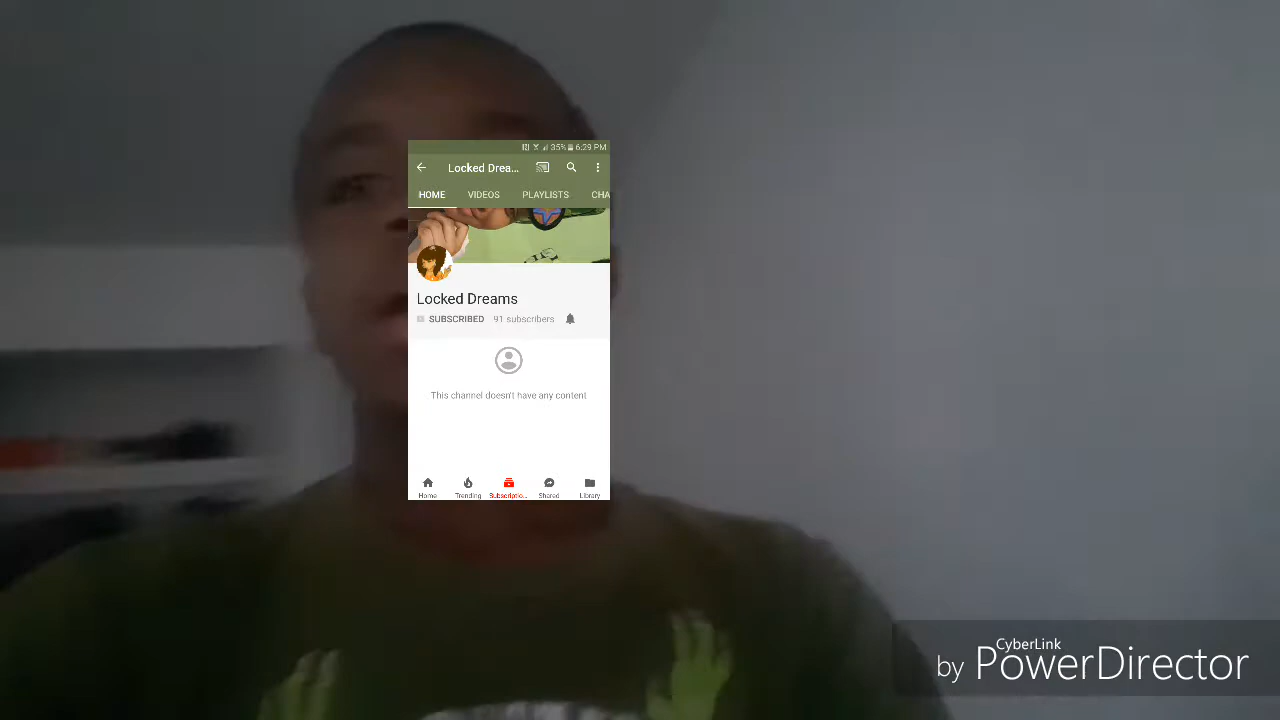 35% 6:29 PM
Locked Drea...
HOME VIDEOS PLAYLISTS CHA
Locked Dreams
SUBSCRIBED 91 subscribers
This channel doesn't have any content
Home Trending Subscriptio... Shared Library
CyberLink
by PowerDirector